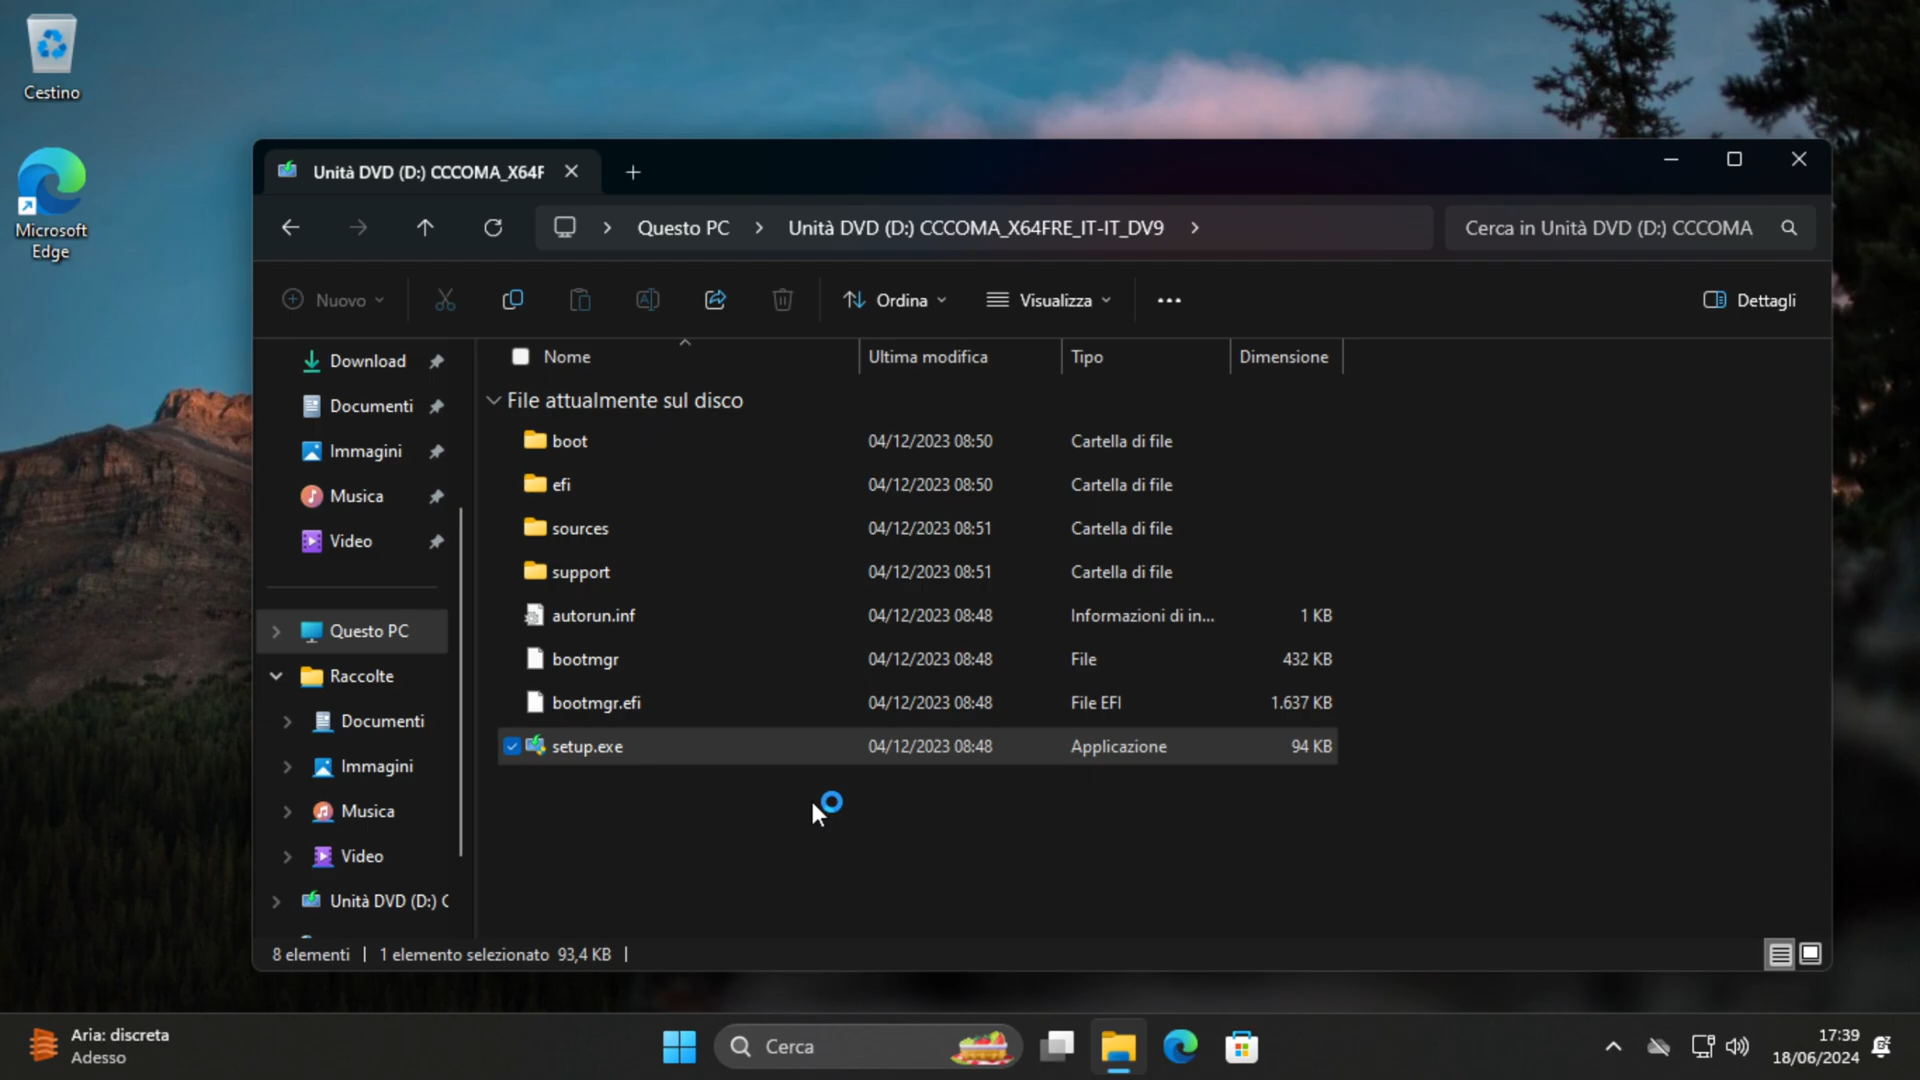 Cestino
Microsoft
Edge
Unità DVD (D:) CCCOMA_X64F
Questo PC
Unità DVD (D:) CCCOMA_X64FRE_IT-IT_DV9
Cerca in Unità DVD (D:) CCCOMA
Nuovo
Ordina
Visualizza
Dettagli
Download
Documenti
Immagini
Musica
Video
Questo PC
Raccolte
Documenti
Immagini
Musica
Video
Unità DVD (D:) C
Nome Ultima modifica Tipo Dimensione
File attualmente sul disco
boot 04/12/2023 08:50 Cartella di file
efi 04/12/2023 08:50 Cartella di file
sources 04/12/2023 08:51 Cartella di file
support 04/12/2023 08:51 Cartella di file
autorun.inf 04/12/2023 08:48 Informazioni di in... 1 KB
bootmgr 04/12/2023 08:48 File 432 KB
bootmgr.efi 04/12/2023 08:48 File EFI 1.637 KB
setup.exe 04/12/2023 08:48 Applicazione 94 KB
8 elementi | 1 elemento selezionato 93,4 KB |
Aria: discreta
Adesso
Cerca
17:39
18/06/2024